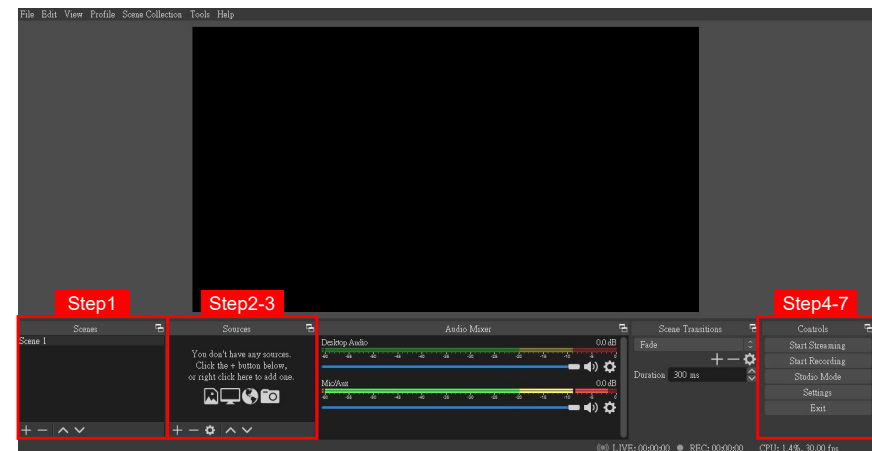 File Edit View Profile Scene Collection Tools Help
Step1
Step2-3
Step4-7
Scenes
Scene 1
Sources
You don't have any sources.
Click the + button below,
or right click here to add one.
Audio Mixer
Desktop Audio 0.0 dB
Mic/Aux 0.0 dB
Scene Transitions
Fade
Duration 300 ms
Controls
Start Streaming
Start Recording
Studio Mode
Settings
Exit
LIVE: 00:00:00 REC: 00:00:00 CPU: 1.4%, 30.00 fps